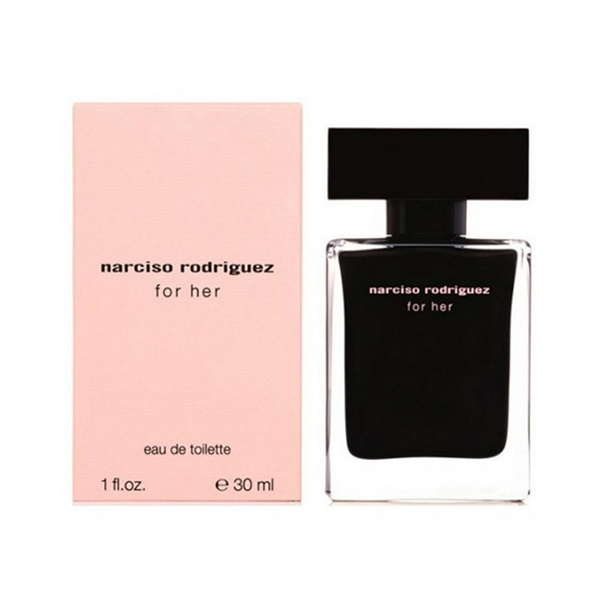 narciso rodriguez
for her
eau de toilette
1 fl.oz. ℮ 30 ml
narciso rodriguez
for her